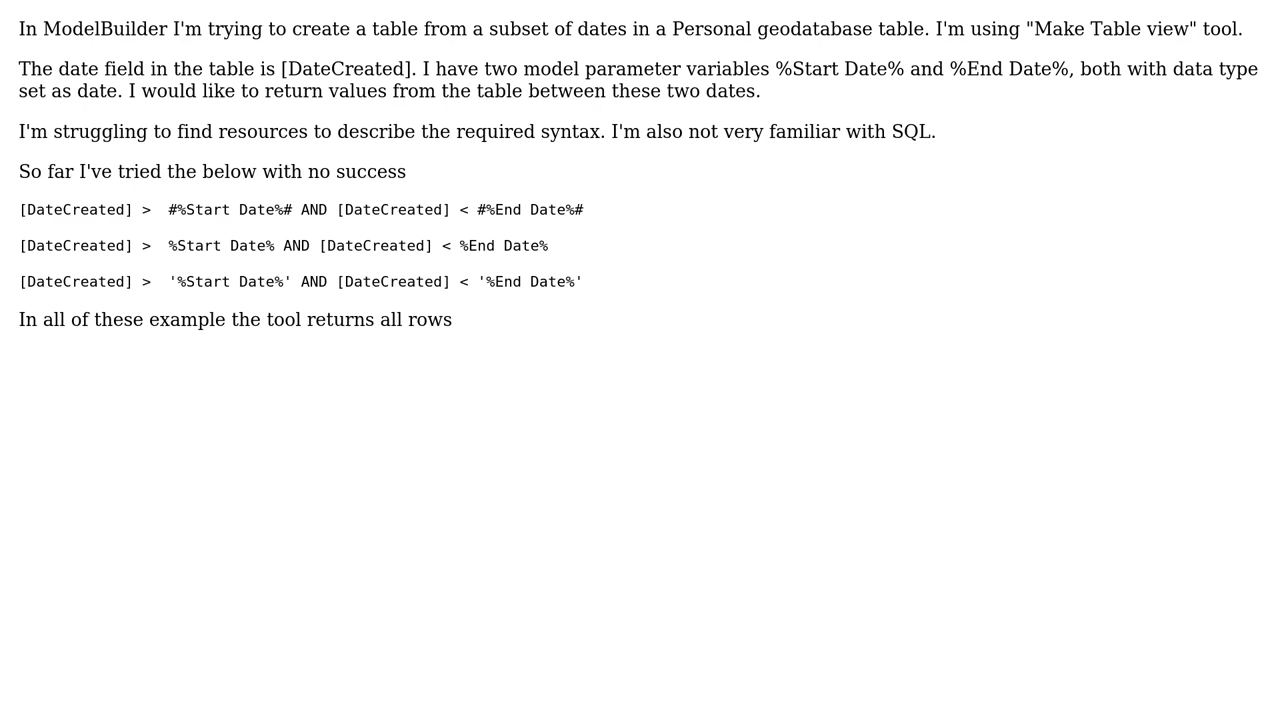 In ModelBuilder I'm trying to create a table from a subset of dates in a Personal geodatabase table. I'm using "Make Table view" tool.
The date field in the table is [DateCreated]. I have two model parameter variables %Start Date% and %End Date%, both with data type
set as date. I would like to return values from the table between these two dates.
I'm struggling to find resources to describe the required syntax. I'm also not very familiar with SQL.
So far I've tried the below with no success
[DateCreated] >  #%Start Date%# AND [DateCreated] < #%End Date%#
[DateCreated] >  %Start Date% AND [DateCreated] < %End Date%
[DateCreated] >  '%Start Date%' AND [DateCreated] < '%End Date%'
In all of these example the tool returns all rows